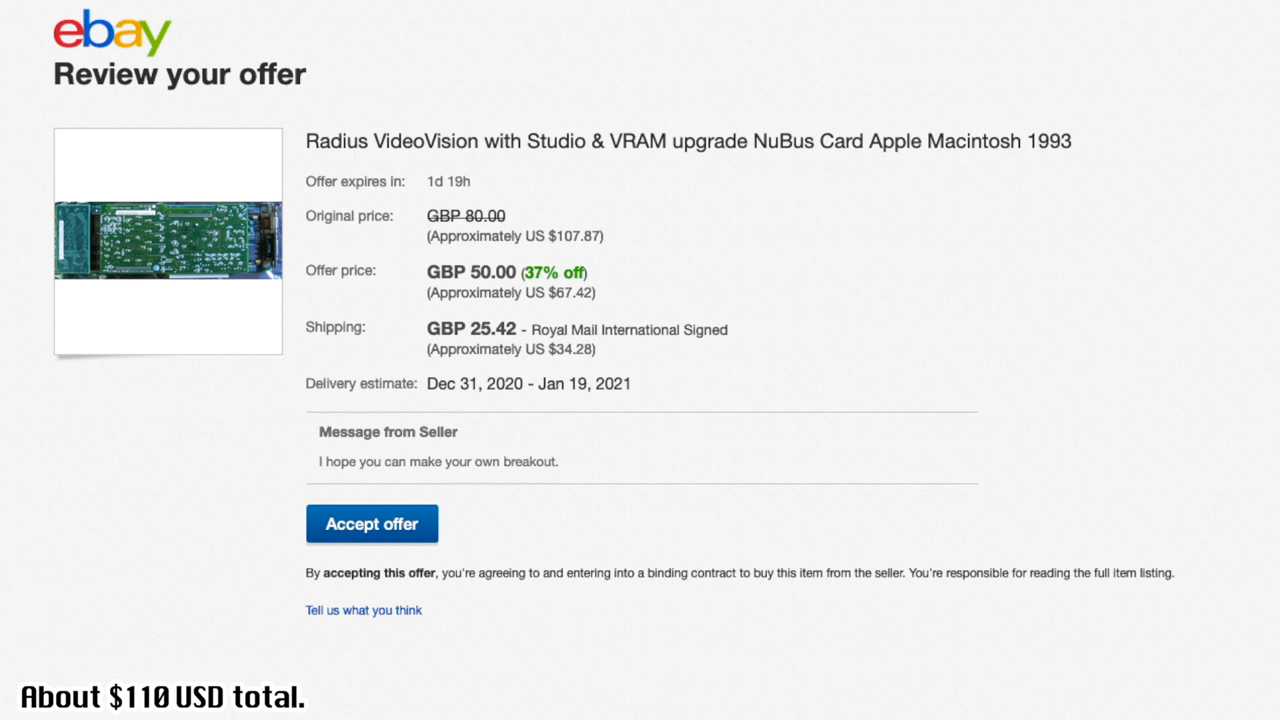 ebay
Review your offer
Radius VideoVision with Studio & VRAM upgrade NuBus Card Apple Macintosh 1993
Offer expires in: 1d 19h
Original price: GBP 80.00
(Approximately US $107.87)
Offer price: GBP 50.00 (37% off)
(Approximately US $67.42)
Shipping: GBP 25.42 - Royal Mail International Signed
(Approximately US $34.28)
Delivery estimate: Dec 31, 2020 - Jan 19, 2021
Message from Seller
I hope you can make your own breakout.
Accept offer
By accepting this offer, you're agreeing to and entering into a binding contract to buy this item from the seller. You're responsible for reading the full item listing.
Tell us what you think
About $110 USD total.